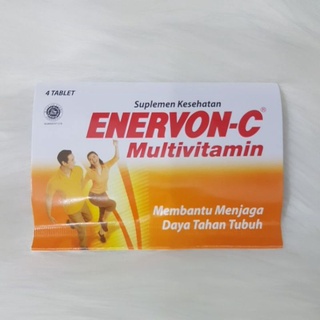 4 TABLET
Suplemen Kesehatan
ENERVON-C®
Multivitamin
Membantu Menjaga
Daya Tahan Tubuh